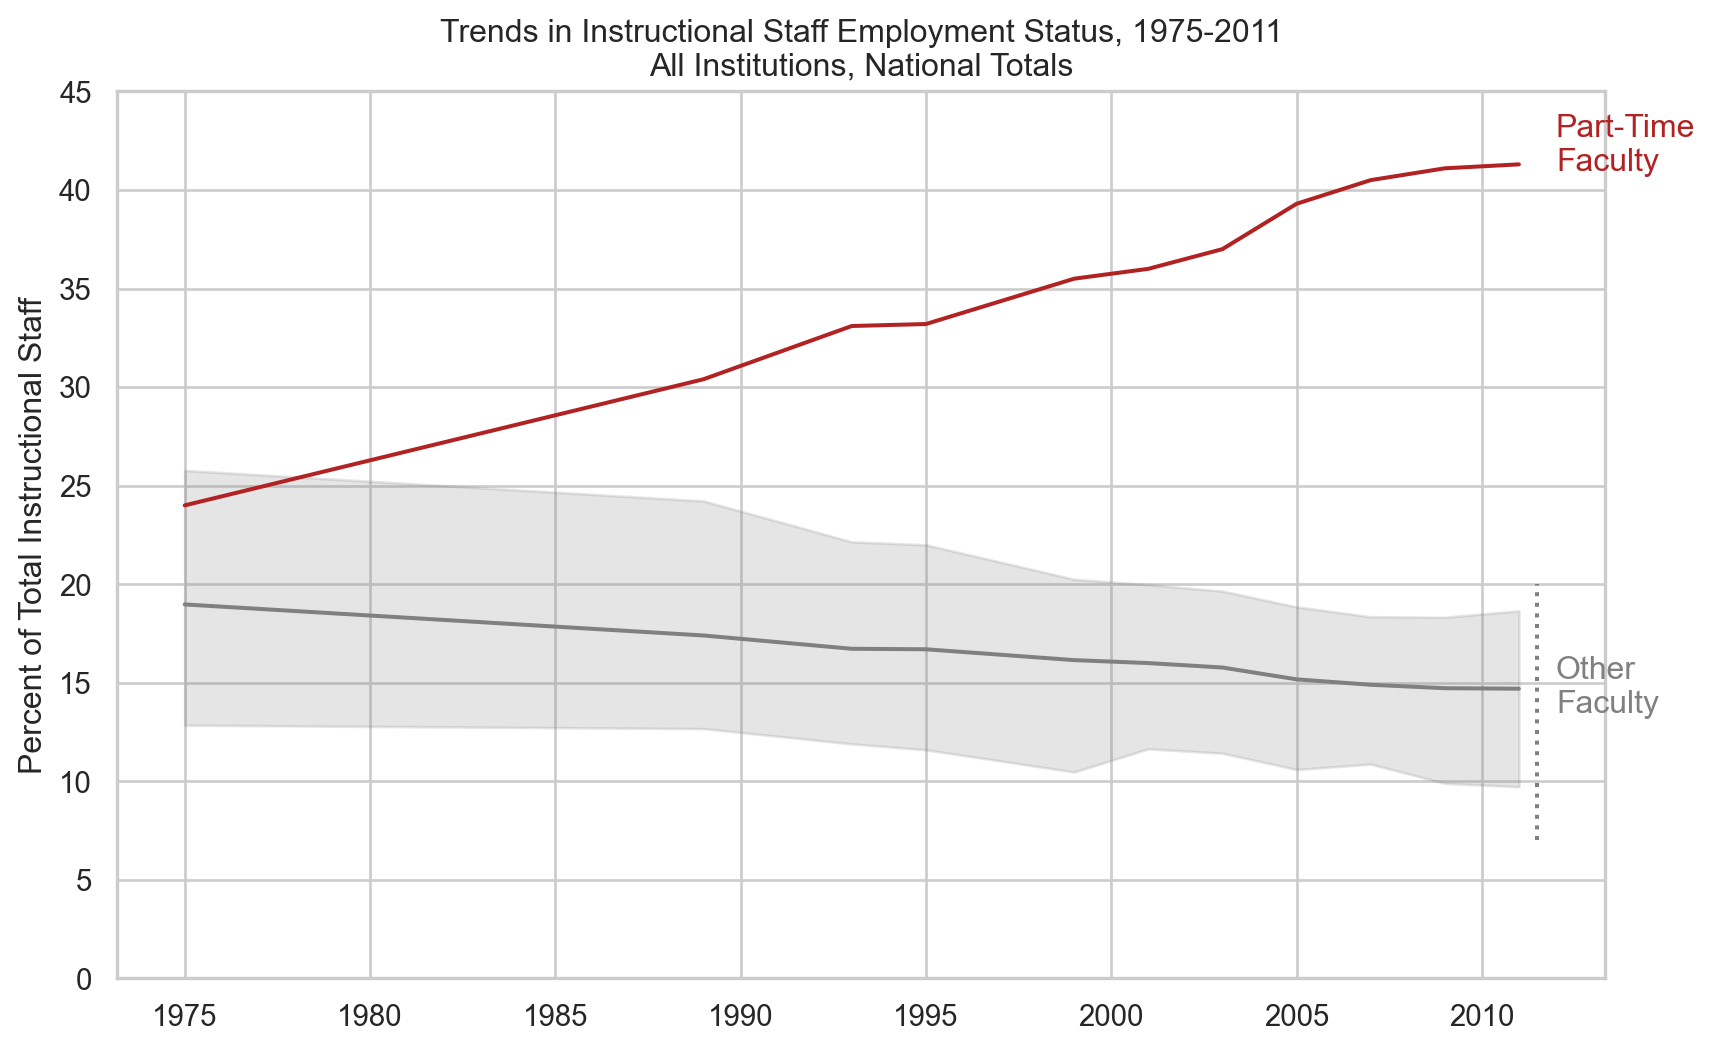 Trends in Instructional Staff Employment Status, 1975-2011
All Institutions, National Totals
Percent of Total Instructional Staff
45
40
35
30
25
20
15
10
5
0
Part-Time
Faculty
Other
Faculty
1975 1980 1985 1990 1995 2000 2005 2010